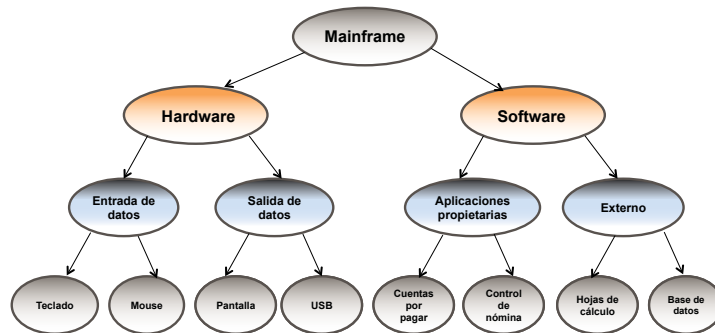 Mainframe
Hardware
Software
Entrada de
datos
Salida de
datos
Aplicaciones
propietarias
Externo
Teclado
Mouse
Pantalla
USB
Cuentas
por
pagar
Control
de
nómina
Hojas de
cálculo
Base de
datos